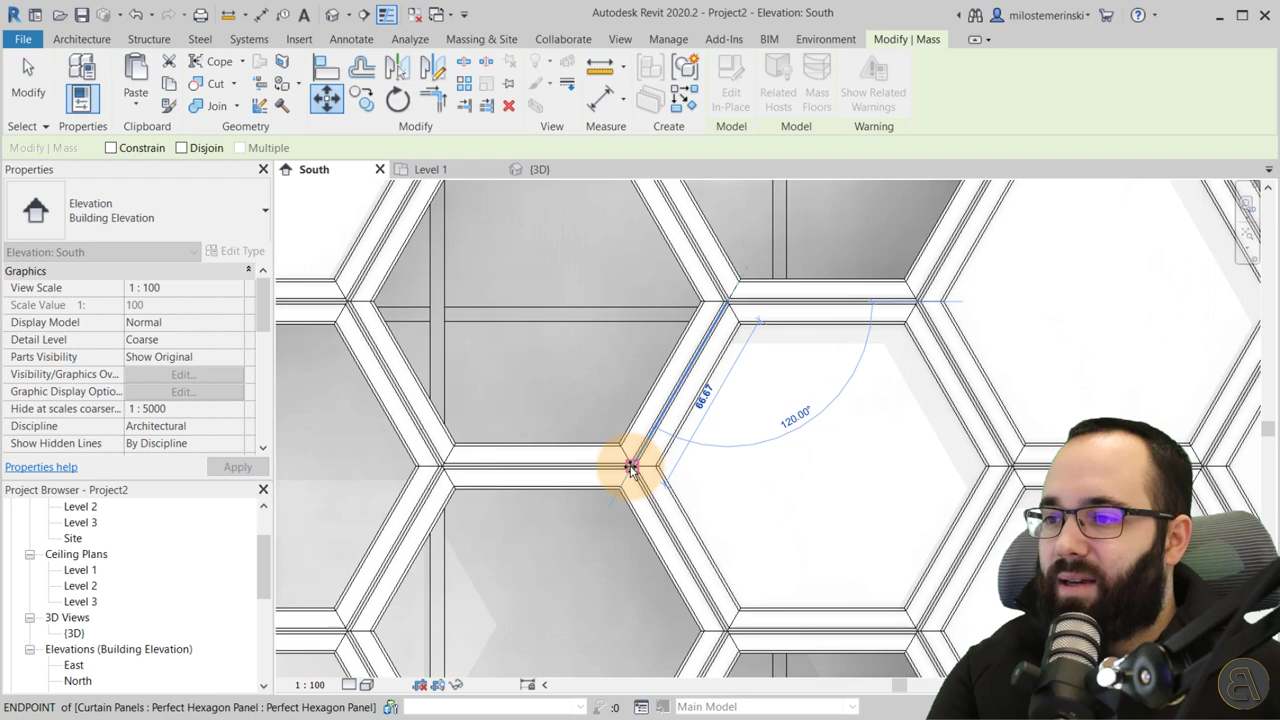 Autodesk Revit 2020.2 - Project2 - Elevation: South
milostemerinski
File Architecture Structure Steel Systems Insert Annotate Analyze Massing & Site Collaborate View Manage Add-Ins BIM Environment Modify | Mass
Modify
Paste
Cope
Cut
Join
Edit
In-Place
Related
Hosts
Mass
Floors
Show Related
Warnings
Select Properties Clipboard Geometry Modify View Measure Create Model Model Warning
Modify | Mass Constrain Disjoin Multiple
Properties
South
Level 1
{3D}
Elevation
Building Elevation
Elevation: South
Edit Type
Graphics
View Scale 1 : 100
Scale Value 1: 100
Display Model Normal
Detail Level Coarse
Parts Visibility Show Original
Visibility/Graphics Ov... Edit...
Graphic Display Optio... Edit...
Hide at scales coarser... 1 : 5000
Discipline Architectural
Show Hidden Lines By Discipline
Properties help
Apply
Project Browser - Project2
Level 2
Level 3
Site
Ceiling Plans
Level 1
Level 2
Level 3
3D Views
{3D}
Elevations (Building Elevation)
East
North
66.67
120.00°
1 : 100
ENDPOINT of [Curtain Panels : Perfect Hexagon Panel : Perfect Hexagon Panel]
:0
Main Model